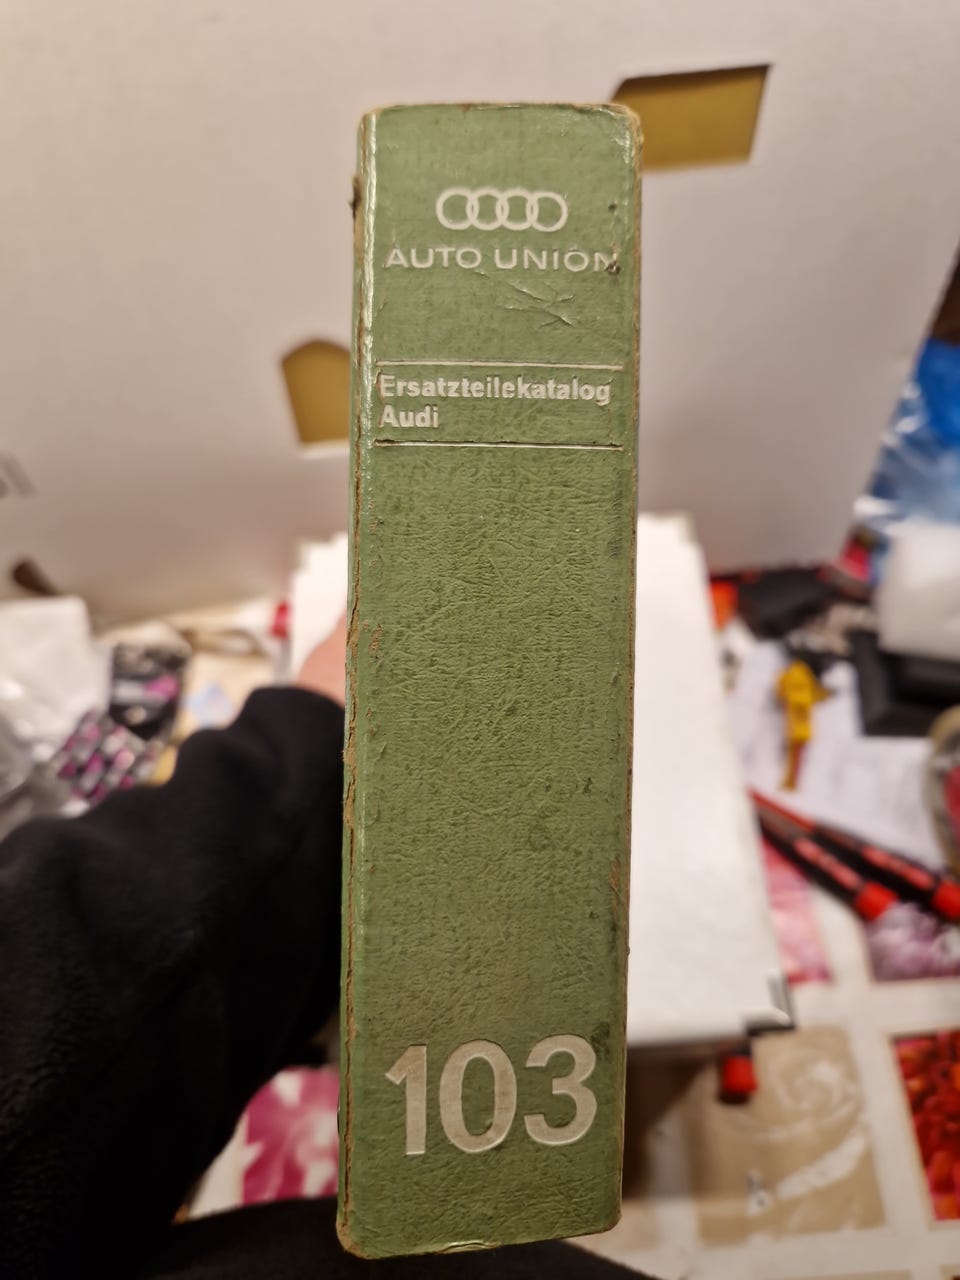 AUTO UNION
Ersatzteilekatalog
Audi
103